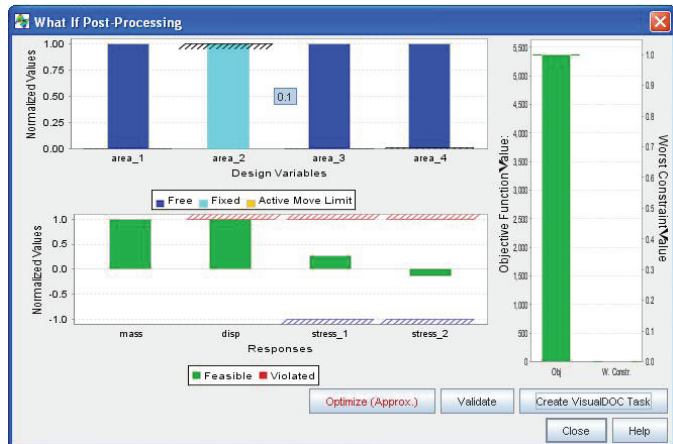 What If Post-Processing
Normalized Values
1.00
0.75
0.50
0.25
0.00
0.1
area_1 area_2 area_3 area_4
Design Variables
Free Fixed Active Move Limit
Normalized Values
1.0
0.5
0.0
-0.5
-1.0
mass disp stress_1 stress_2
Responses
Feasible Violated
Objective Function Value:
5,500
5,000
4,500
4,000
3,500
3,000
2,500
2,000
1,500
1,000
500
0
Obj W. Constr.
1.0
0.9
0.8
0.7
0.6
0.5
0.4
0.3
0.2
0.1
0.0
Worst Constraint Value
Optimize (Approx.) Validate Create VisualDOC Task
Close Help